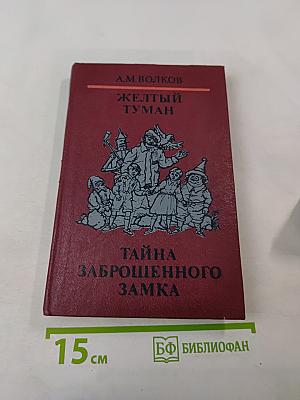 А.М.ВОЛКОВ
ЖЕЛТЫЙ
ТУМАН
ТАЙНА
ЗАБРОШЕННОГО
ЗАМКА
15 см
БФ БИБЛИОФАН